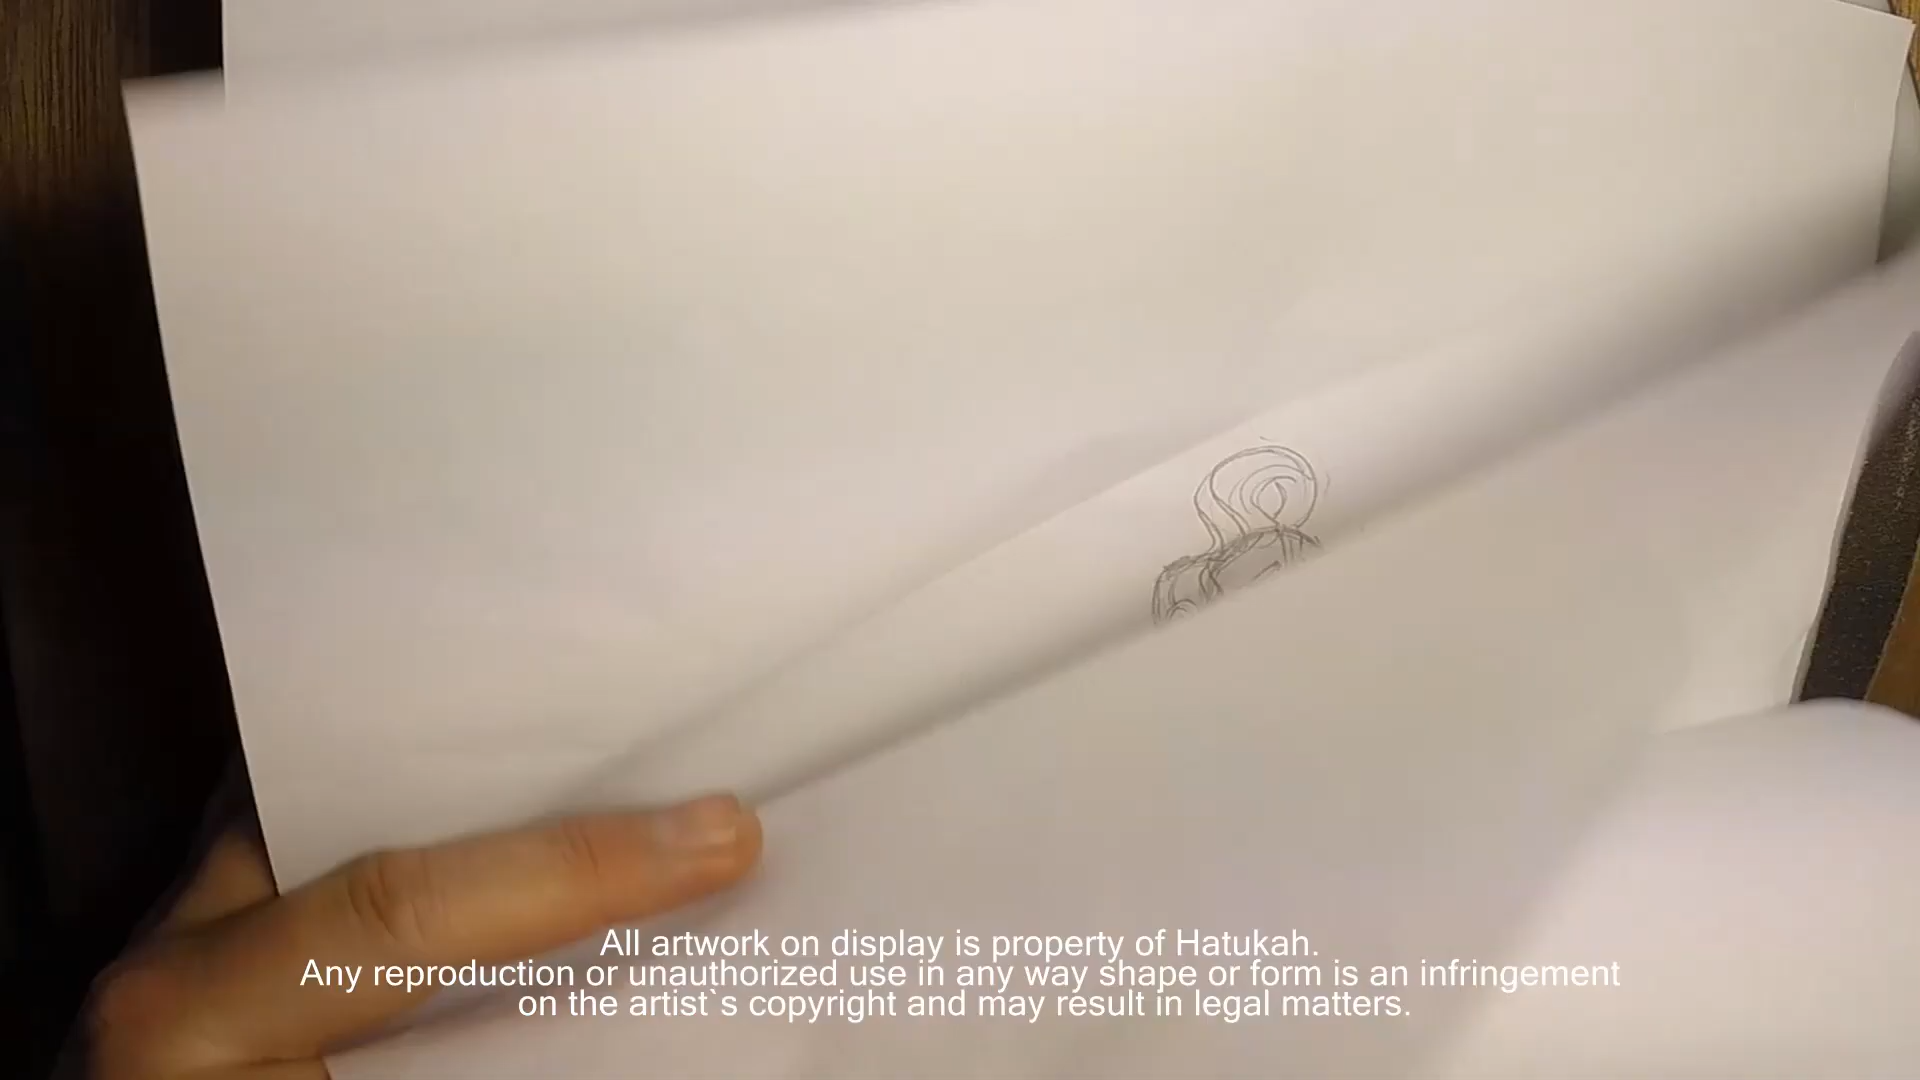 All artwork on display is property of Hatukah.
Any reproduction or unauthorized use in any way shape or form is an infringement
on the artist`s copyright and may result in legal matters.